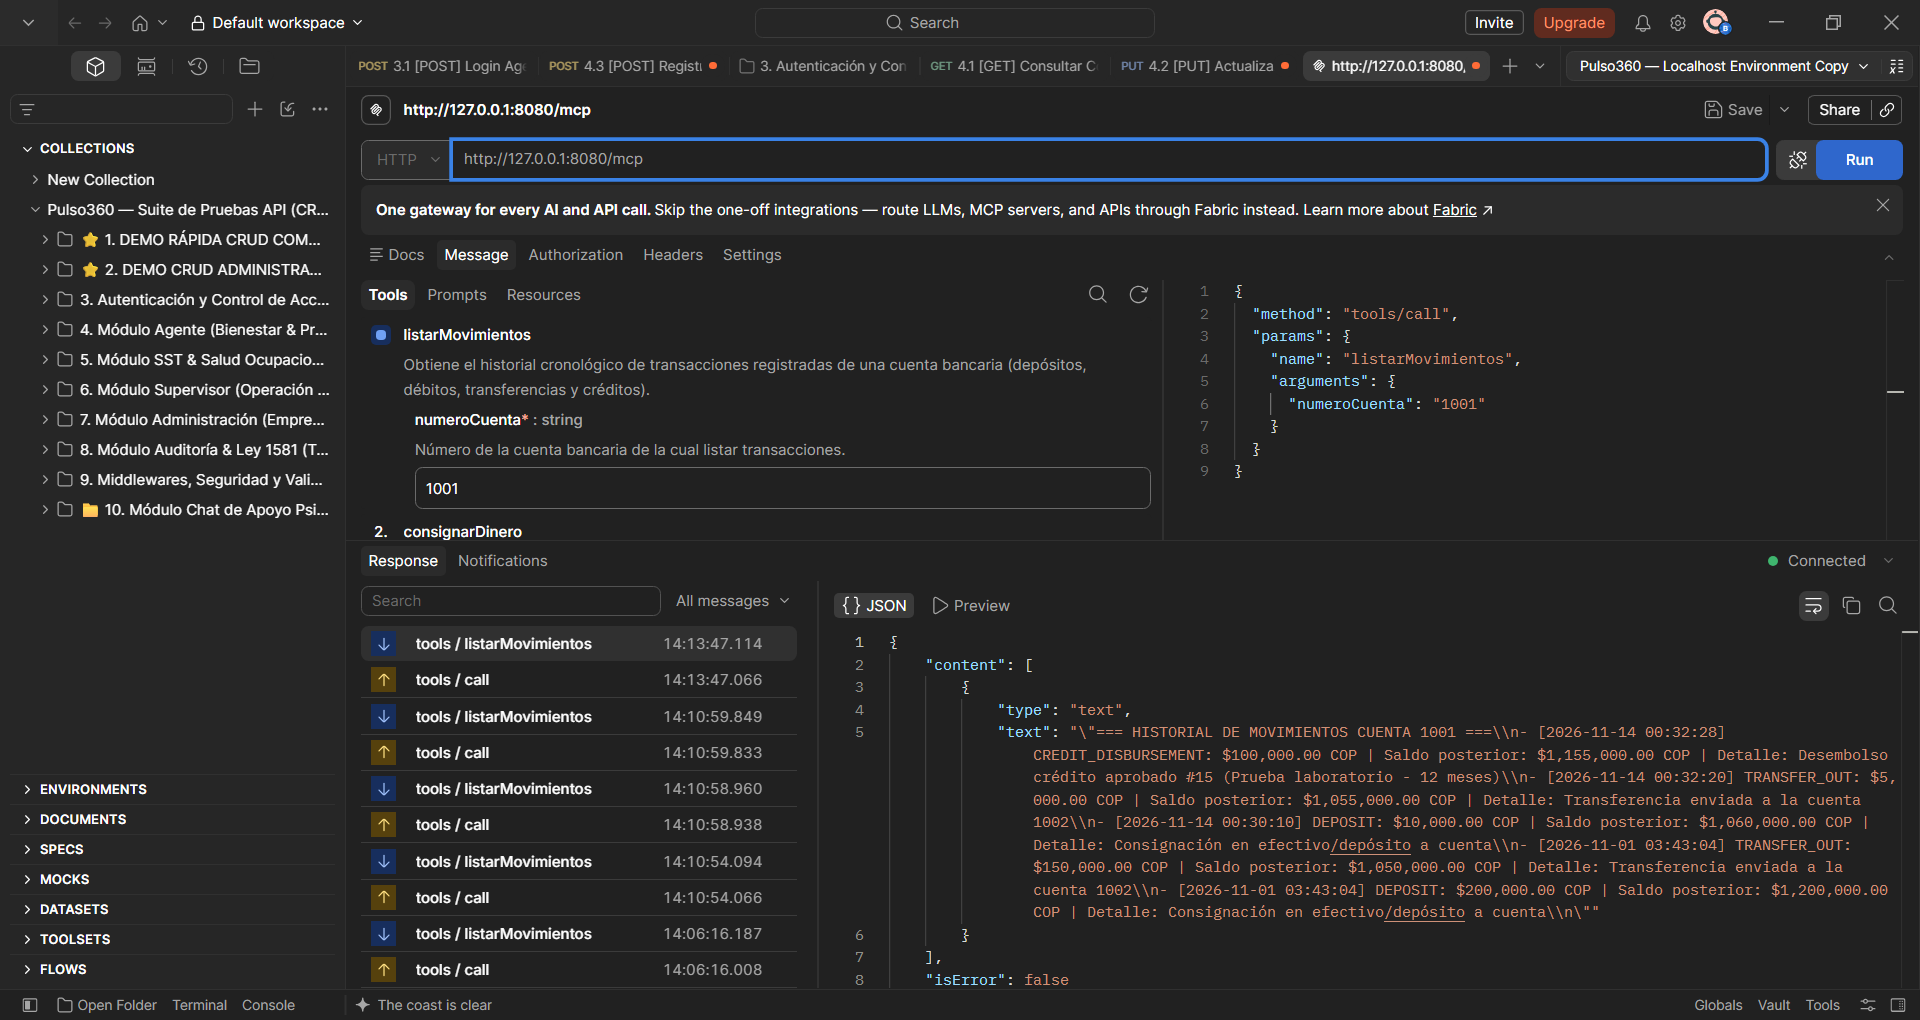 Default workspace
Search
Invite
Upgrade
POST 3.1 [POST] Login Age
POST 4.3 [POST] Registr
3. Autenticación y Con
GET 4.1 [GET] Consultar C
PUT 4.2 [PUT] Actualiza
http://127.0.0.1:8080,
Pulso360 — Localhost Environment Copy
http://127.0.0.1:8080/mcp
Save
Share
COLLECTIONS
New Collection
Pulso360 — Suite de Pruebas API (CR...
1. DEMO RÁPIDA CRUD COM...
2. DEMO CRUD ADMINISTRA...
3. Autenticación y Control de Acc...
4. Módulo Agente (Bienestar & Pr...
5. Módulo SST & Salud Ocupacio...
6. Módulo Supervisor (Operación ...
7. Módulo Administración (Empre...
8. Módulo Auditoría & Ley 1581 (T...
9. Middlewares, Seguridad y Vali...
10. Módulo Chat de Apoyo Psi...
ENVIRONMENTS
DOCUMENTS
SPECS
MOCKS
DATASETS
TOOLSETS
FLOWS
HTTP
http://127.0.0.1:8080/mcp
Run
One gateway for every AI and API call. Skip the one-off integrations — route LLMs, MCP servers, and APIs through Fabric instead. Learn more about Fabric ↗
Docs
Message
Authorization
Headers
Settings
Tools
Prompts
Resources
listarMovimientos
Obtiene el historial cronológico de transacciones registradas de una cuenta bancaria (depósitos,
débitos, transferencias y créditos).
numeroCuenta* : string
Número de la cuenta bancaria de la cual listar transacciones.
1001
2. consignarDinero
1 {
2 "method": "tools/call",
3 "params": {
4 "name": "listarMovimientos",
5 "arguments": {
6 "numeroCuenta": "1001"
7 }
8 }
9 }
Response
Notifications
Connected
Search
All messages
tools / listarMovimientos 14:13:47.114
tools / call 14:13:47.066
tools / listarMovimientos 14:10:59.849
tools / call 14:10:59.833
tools / listarMovimientos 14:10:58.960
tools / call 14:10:58.938
tools / listarMovimientos 14:10:54.094
tools / call 14:10:54.066
tools / listarMovimientos 14:06:16.187
tools / call 14:06:16.008
{} JSON
Preview
1 {
2 "content": [
3 {
4 "type": "text",
5 "text": "\"=== HISTORIAL DE MOVIMIENTOS CUENTA 1001 ===\\n- [2026-11-14 00:32:28]
CREDIT_DISBURSEMENT: $100,000.00 COP | Saldo posterior: $1,155,000.00 COP | Detalle: Desembolso
crédito aprobado #15 (Prueba laboratorio - 12 meses)\\n- [2026-11-14 00:32:20] TRANSFER_OUT: $5,
000.00 COP | Saldo posterior: $1,055,000.00 COP | Detalle: Transferencia enviada a la cuenta
1002\\n- [2026-11-14 00:30:10] DEPOSIT: $10,000.00 COP | Saldo posterior: $1,060,000.00 COP |
Detalle: Consignación en efectivo/depósito a cuenta\\n- [2026-11-01 03:43:04] TRANSFER_OUT:
$150,000.00 COP | Saldo posterior: $1,050,000.00 COP | Detalle: Transferencia enviada a la
cuenta 1002\\n- [2026-11-01 03:43:04] DEPOSIT: $200,000.00 COP | Saldo posterior: $1,200,000.00
COP | Detalle: Consignación en efectivo/depósito a cuenta\\n\""
6 }
7 ],
8 "isError": false
Open Folder
Terminal
Console
The coast is clear
Globals
Vault
Tools